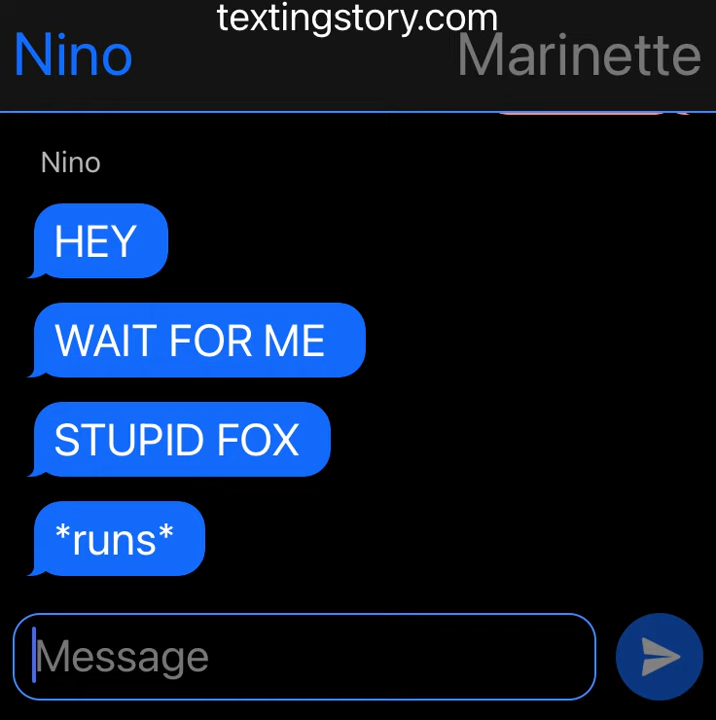 textingstory.com
Nino Marinette
Nino
HEY
WAIT FOR ME
STUPID FOX
*runs*
Message